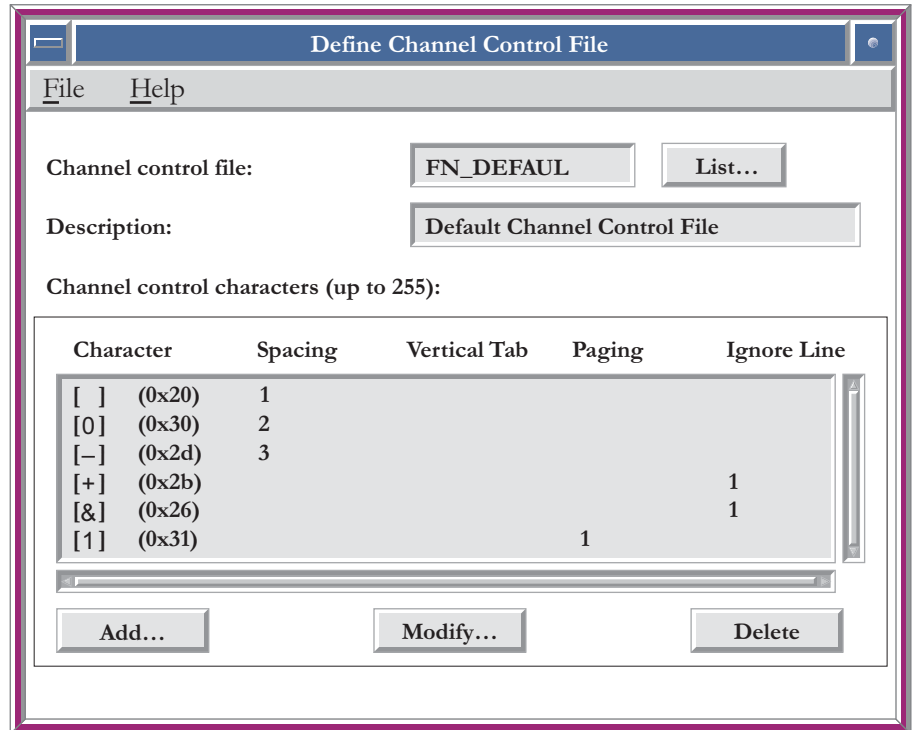 Define Channel Control File
File Help
Channel control file: FN_DEFAUL List...
Description: Default Channel Control File
Channel control characters (up to 255):
Character Spacing Vertical Tab Paging Ignore Line
[ ] (0x20) 1
[0] (0x30) 2
[–] (0x2d) 3
[+] (0x2b) 1
[&] (0x26) 1
[1] (0x31) 1
Add... Modify... Delete